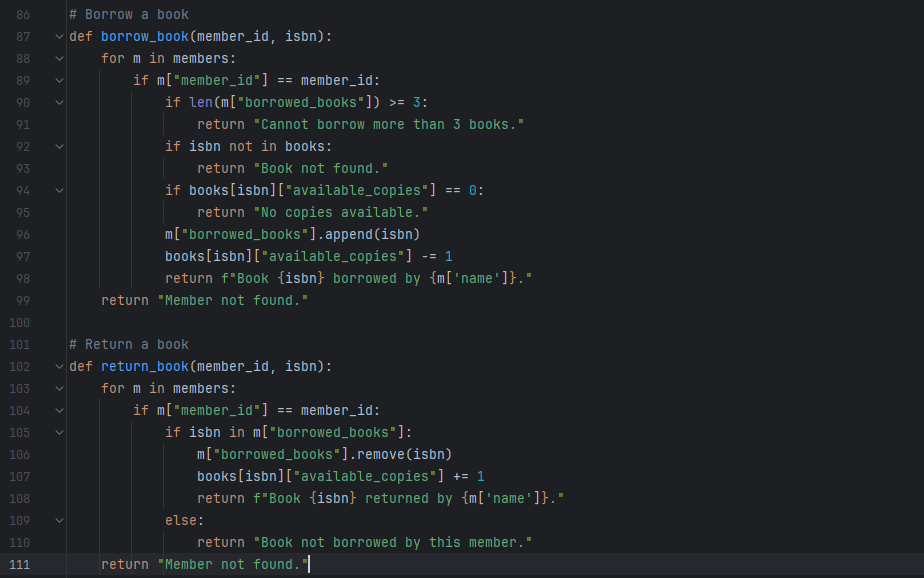 86 # Borrow a book
87 def borrow_book(member_id, isbn):
88     for m in members:
89         if m["member_id"] == member_id:
90             if len(m["borrowed_books"]) >= 3:
91                 return "Cannot borrow more than 3 books."
92             if isbn not in books:
93                 return "Book not found."
94             if books[isbn]["available_copies"] == 0:
95                 return "No copies available."
96             m["borrowed_books"].append(isbn)
97             books[isbn]["available_copies"] -= 1
98             return f"Book {isbn} borrowed by {m['name']}."
99     return "Member not found."
100
101 # Return a book
102 def return_book(member_id, isbn):
103     for m in members:
104         if m["member_id"] == member_id:
105             if isbn in m["borrowed_books"]:
106                 m["borrowed_books"].remove(isbn)
107                 books[isbn]["available_copies"] += 1
108                 return f"Book {isbn} returned by {m['name']}."
109             else:
110                 return "Book not borrowed by this member."
111     return "Member not found."